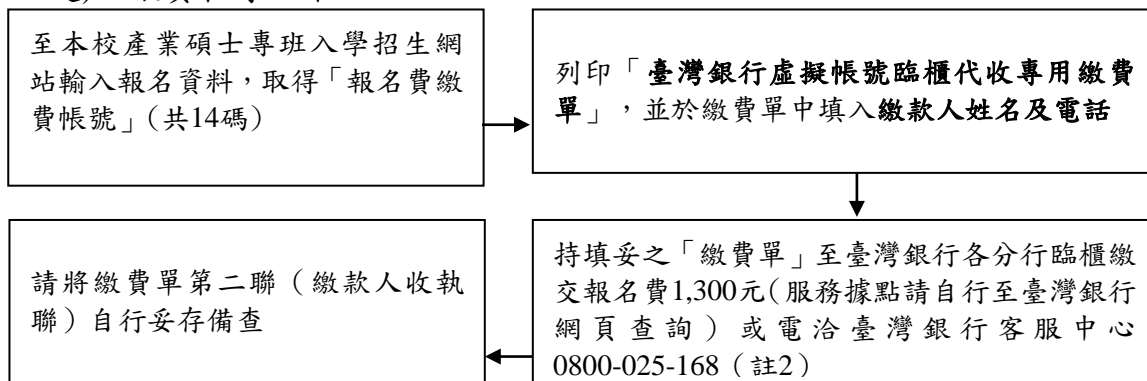 至本校產業碩士專班入學招生網
站輸入報名資料，取得「報名費繳
費帳號」（共14碼）
列印「臺灣銀行虛擬帳號臨櫃代收專用繳費
單」，並於繳費單中填入繳款人姓名及電話
持填妥之「繳費單」至臺灣銀行各分行臨櫃繳
交報名費1,300元（服務據點請自行至臺灣銀行
網頁查詢）或電洽臺灣銀行客服中心
0800-025-168（註2）
請將繳費單第二聯（繳款人收執
聯）自行妥存備查